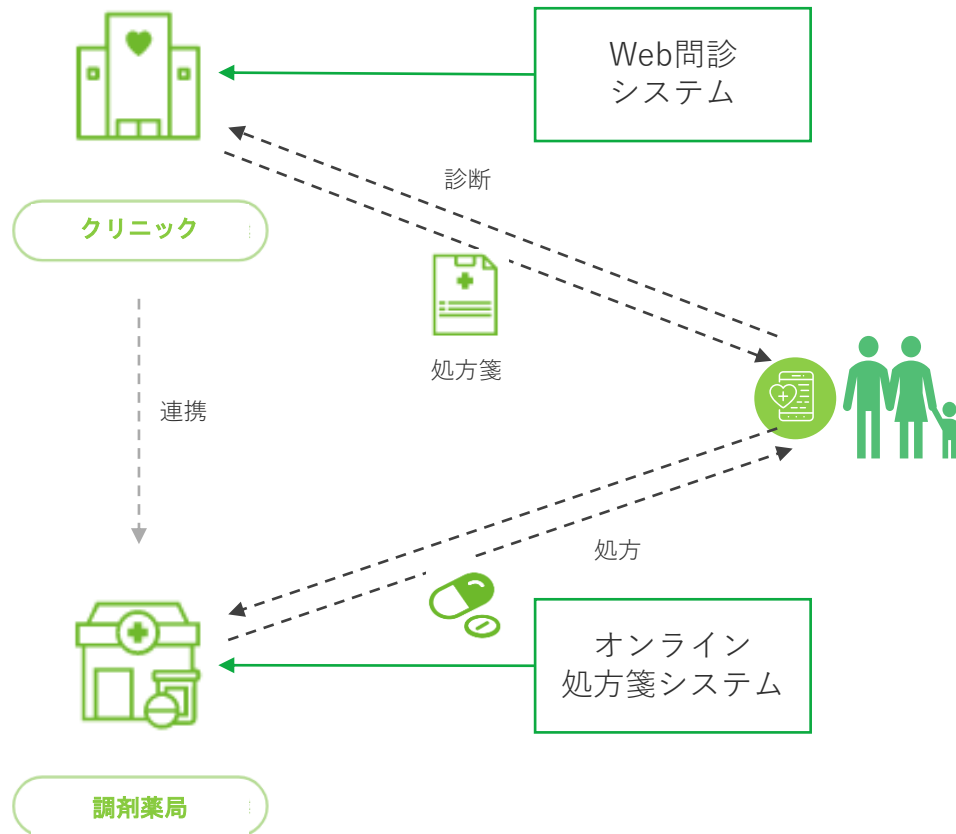 Web問診
システム
診断
クリニック
処方箋
連携
処方
オンライン
処方箋システム
調剤薬局